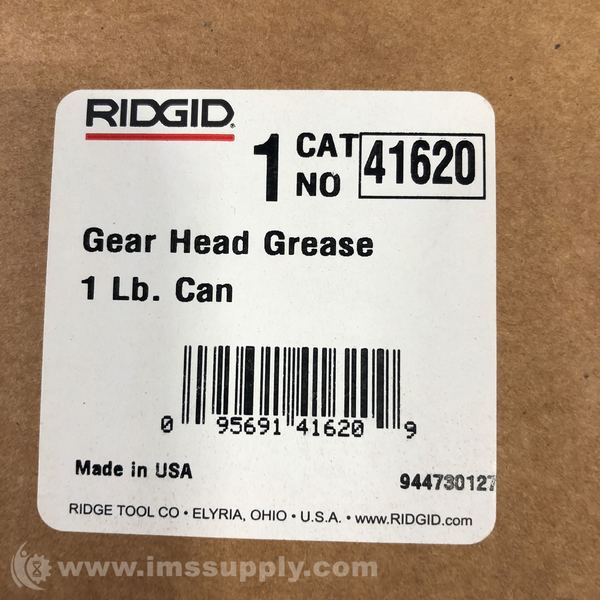 RIDGID
1 CAT NO 41620
Gear Head Grease
1 Lb. Can
0 95691 41620 9
Made in USA 944730127
RIDGE TOOL CO • ELYRIA, OHIO • U.S.A. • www.RIDGID.com
www.imssupply.com